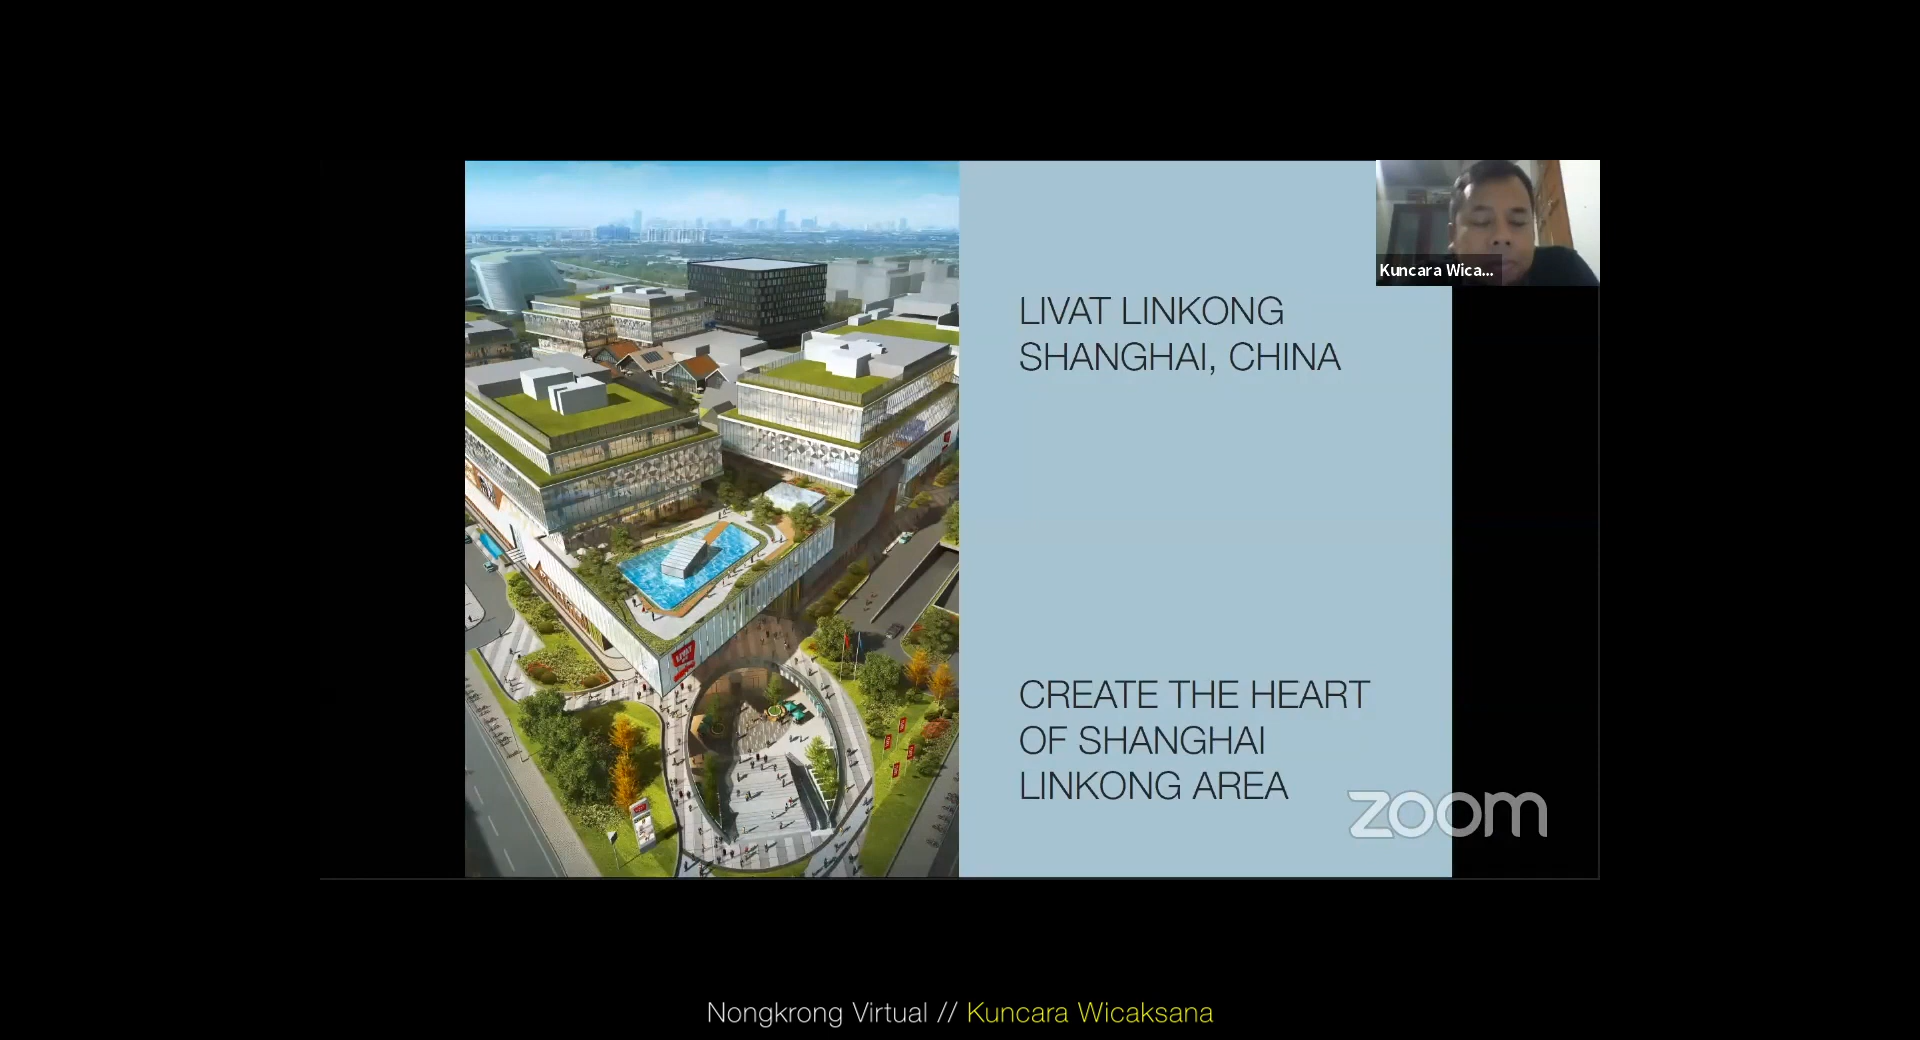 Kuncara Wica...
LIVAT LINKONG
SHANGHAI, CHINA
CREATE THE HEART
OF SHANGHAI
LINKONG AREA
zoom
Nongkrong Virtual // Kuncara Wicaksana